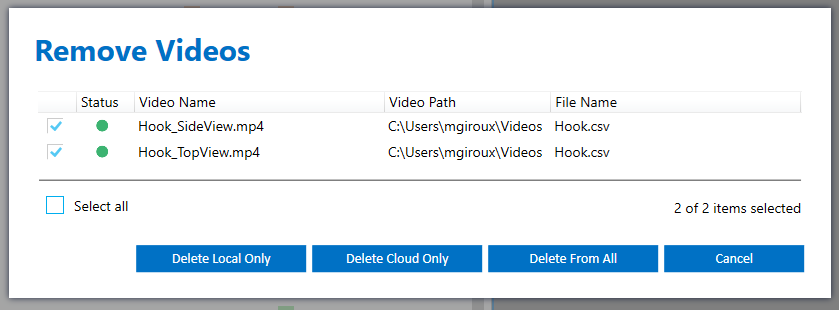 Remove Videos
Status Video Name Video Path File Name
Hook_SideView.mp4 C:\Users\mgiroux\Videos Hook.csv
Hook_TopView.mp4 C:\Users\mgiroux\Videos Hook.csv
Select all 2 of 2 items selected
Delete Local Only Delete Cloud Only Delete From All Cancel